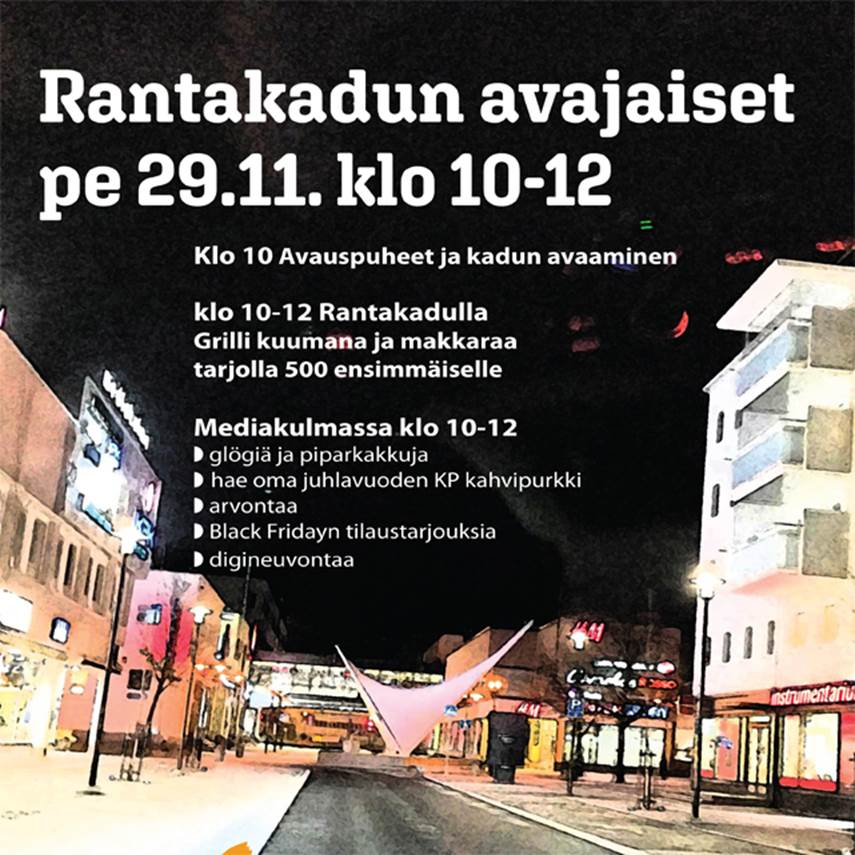 Rantakadun avajaiset
pe 29.11. klo 10-12
Klo 10 Avauspuheet ja kadun avaaminen
klo 10-12 Rantakadulla
Grilli kuumana ja makkaraa
tarjolla 500 ensimmäiselle
Mediakulmassa klo 10-12
glögiä ja piparkakkuja
hae oma juhlavuoden KP kahvipurkki
arvontaa
Black Fridayn tilaustarjouksia
digineuvontaa
H&M
H&M
instrumentariu